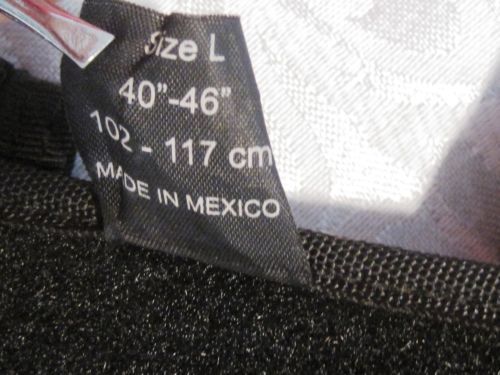 Size L
40"-46"
102 - 117 cm
MADE IN MEXICO